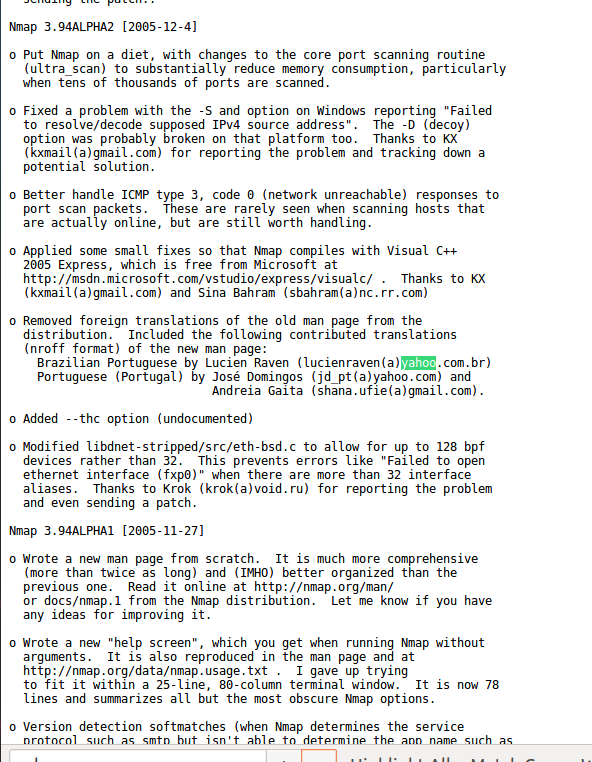 sending the patch..
Nmap 3.94ALPHA2 [2005-12-4]
o Put Nmap on a diet, with changes to the core port scanning routine
(ultra_scan) to substantially reduce memory consumption, particularly
when tens of thousands of ports are scanned.
o Fixed a problem with the -S and option on Windows reporting "Failed
to resolve/decode supposed IPv4 source address".  The -D (decoy)
option was probably broken on that platform too.  Thanks to KX
(kxmail(a)gmail.com) for reporting the problem and tracking down a
potential solution.
o Better handle ICMP type 3, code 0 (network unreachable) responses to
port scan packets.  These are rarely seen when scanning hosts that
are actually online, but are still worth handling.
o Applied some small fixes so that Nmap compiles with Visual C++
2005 Express, which is free from Microsoft at
http://msdn.microsoft.com/vstudio/express/visualc/ .  Thanks to KX
(kxmail(a)gmail.com) and Sina Bahram (sbahram(a)nc.rr.com)
o Removed foreign translations of the old man page from the
distribution.  Included the following contributed translations
(nroff format) of the new man page:
Brazilian Portuguese by Lucien Raven (lucienraven(a)yahoo.com.br)
Portuguese (Portugal) by José Domingos (jd_pt(a)yahoo.com) and
Andreia Gaita (shana.ufie(a)gmail.com).
o Added --thc option (undocumented)
o Modified libdnet-stripped/src/eth-bsd.c to allow for up to 128 bpf
devices rather than 32.  This prevents errors like "Failed to open
ethernet interface (fxp0)" when there are more than 32 interface
aliases.  Thanks to Krok (krok(a)void.ru) for reporting the problem
and even sending a patch.
Nmap 3.94ALPHA1 [2005-11-27]
o Wrote a new man page from scratch.  It is much more comprehensive
(more than twice as long) and (IMHO) better organized than the
previous one.  Read it online at http://nmap.org/man/
or docs/nmap.1 from the Nmap distribution.  Let me know if you have
any ideas for improving it.
o Wrote a new "help screen", which you get when running Nmap without
arguments.  It is also reproduced in the man page and at
http://nmap.org/data/nmap.usage.txt .  I gave up trying
to fit it within a 25-line, 80-column terminal window.  It is now 78
lines and summarizes all but the most obscure Nmap options.
o Version detection softmatches (when Nmap determines the service
protocol such as smtp but isn't able to determine the app name such as